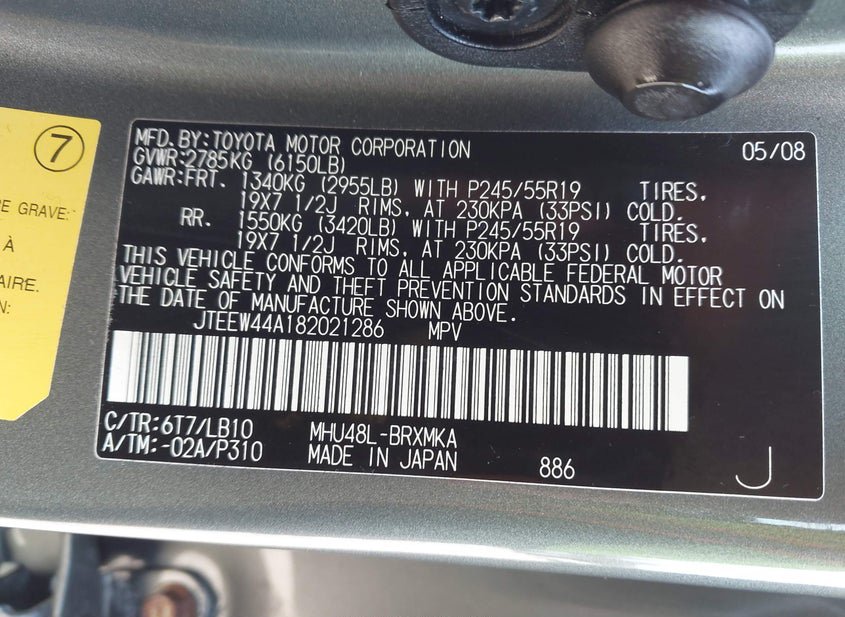 7
E GRAVE:
À
AIRE.
N:
MFD.BY:TOYOTA MOTOR CORPORATION 05/08
GVWR:2785KG (6150LB)
GAWR:FRT. 1340KG (2955LB) WITH P245/55R19 TIRES,
19X7 1/2J RIMS, AT 230KPA (33PSI) COLD.
RR. 1550KG (3420LB) WITH P245/55R19 TIRES,
19X7 1/2J RIMS, AT 230KPA (33PSI) COLD.
THIS VEHICLE CONFORMS TO ALL APPLICABLE FEDERAL MOTOR
VEHICLE SAFETY AND THEFT PREVENTION STANDARDS IN EFFECT ON
THE DATE OF MANUFACTURE SHOWN ABOVE.
JTEEW44A182021286 MPV
C/TR:6T7/LB10 MHU48L-BRXMKA
A/TM:-02A/P310 MADE IN JAPAN 886 J